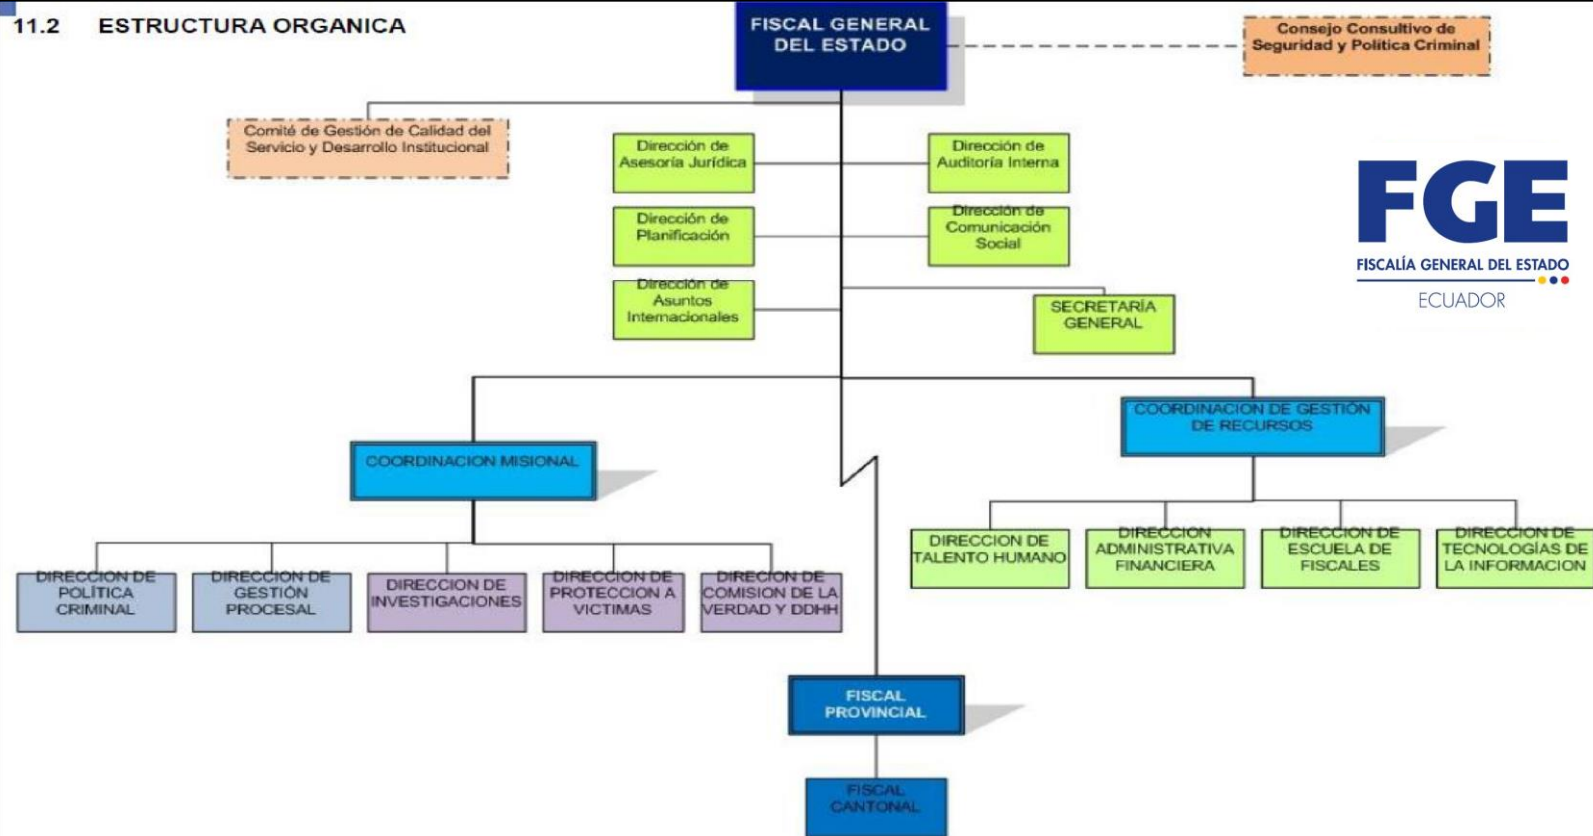 11.2 ESTRUCTURA ORGANICA
FISCAL GENERAL
DEL ESTADO
Consejo Consultivo de
Seguridad y Política Criminal
Comité de Gestión de Calidad del
Servicio y Desarrollo Institucional
Dirección de
Asesoría Jurídica
Dirección de
Auditoría Interna
Dirección de
Planificación
Dirección de
Comunicación
Social
Dirección de
Asuntos
Internacionales
SECRETARÍA
GENERAL
FGE
FISCALÍA GENERAL DEL ESTADO
ECUADOR
COORDINACION MISIONAL
COORDINACION DE GESTIÓN
DE RECURSOS
DIRECCION DE
POLÍTICA
CRIMINAL
DIRECCION DE
GESTIÓN
PROCESAL
DIRECCION DE
INVESTIGACIONES
DIRECCION DE
PROTECCION A
VICTIMAS
DIRECION DE
COMISION DE LA
VERDAD Y DDHH
DIRECCION DE
TALENTO HUMANO
DIRECCION
ADMINISTRATIVA
FINANCIERA
DIRECCION DE
ESCUELA DE
FISCALES
DIRECCION DE
TECNOLOGÍAS DE
LA INFORMACION
FISCAL
PROVINCIAL
FISCAL
CANTONAL